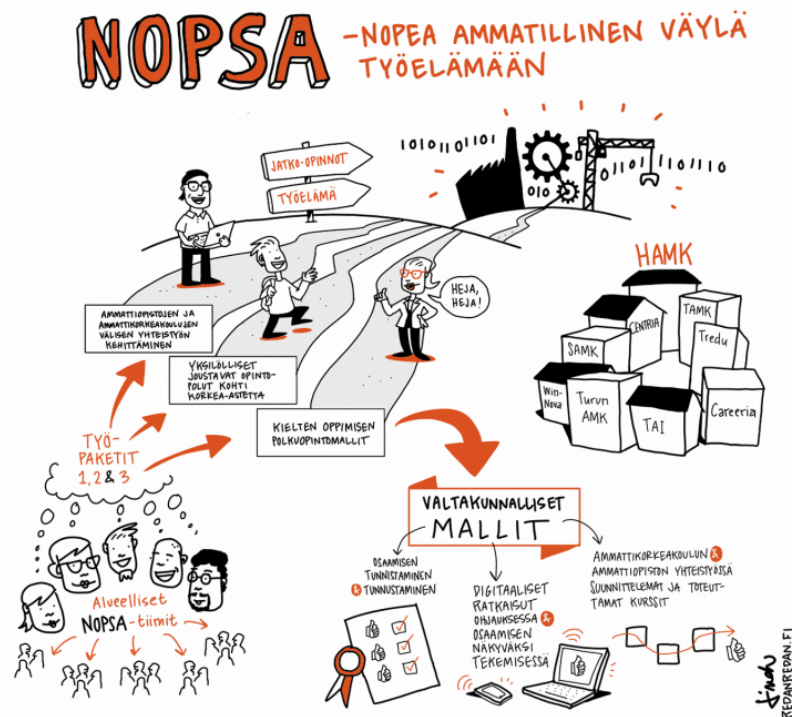 NOPSA
-NOPEA AMMATILLINEN VÄYLÄ
TYÖELÄMÄÄN
JATKO-OPINNOT
TYÖELÄMÄ
10101101101
010
01101 110110
HEJA,
HEJA!
AMMATTIOPISTOJEN JA
AMMATTIKORKEAKOULUJEN
VÄLISEN YHTEISTYÖN
KEHITTÄMINEN
YKSILÖLLISET
JOUSTAVAT OPINTO-
POLUT KOHTI
KORKEA-ASTETTA
KIELTEN OPPIMISEN
POLKUOPINTOMALLIT
HAMK
CENTRIA
TAMK
SAMK
Tredu
Win-
Nova
Turun
AMK
TAI
Careeria
TYÖ-
PAKETIT
1, 2 & 3
Alueelliset
NOPSA-tiimit
VALTAKUNNALLISET
MALLIT
OSAAMISEN
TUNNISTAMINEN
& TUNNUSTAMINEN
DIGITAALISET
RATKAISUT
OHJAUKSESSA &
OSAAMISEN
NÄKYVÄKSI
TEKEMISESSÄ
AMMATTIKORKEAKOULUN &
AMMATTIOPISTON YHTEISTYÖSSÄ
SUUNNITTELEMAT JA TOTEUT-
TAMAT KURSSIT
REDANREDAN.FI